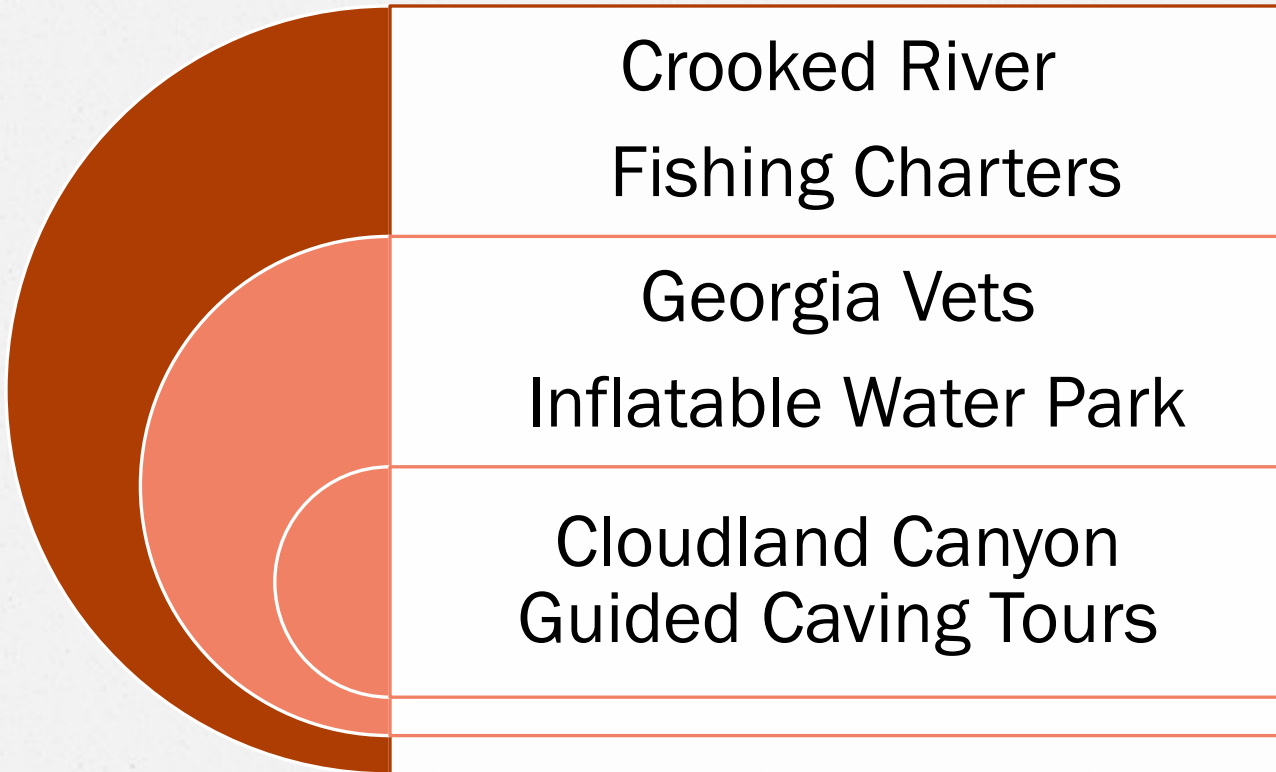 Crooked River
Fishing Charters
Georgia Vets
Inflatable Water Park
Cloudland Canyon
Guided Caving Tours